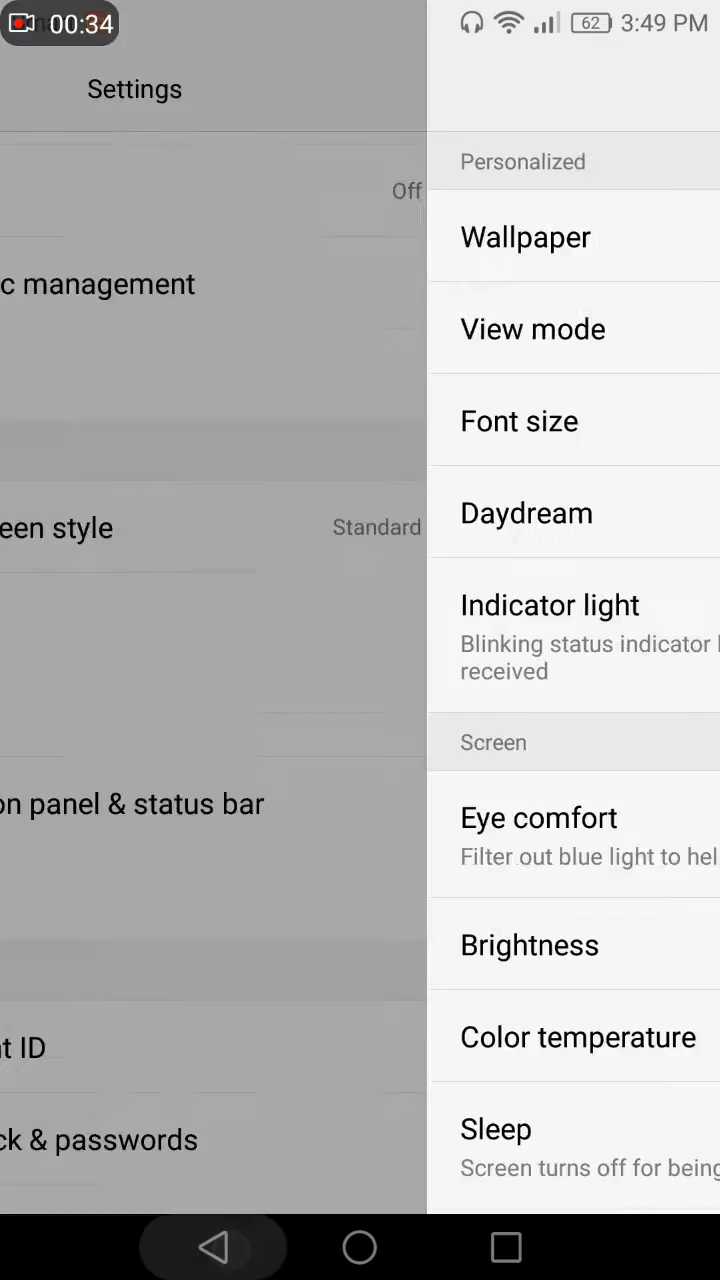 00:34
62
3:49 PM
Settings
Off
c management
een style
Standard
on panel & status bar
t ID
ck & passwords
Personalized
Wallpaper
View mode
Font size
Daydream
Indicator light
Blinking status indicator
received
Screen
Eye comfort
Filter out blue light to hel
Brightness
Color temperature
Sleep
Screen turns off for being